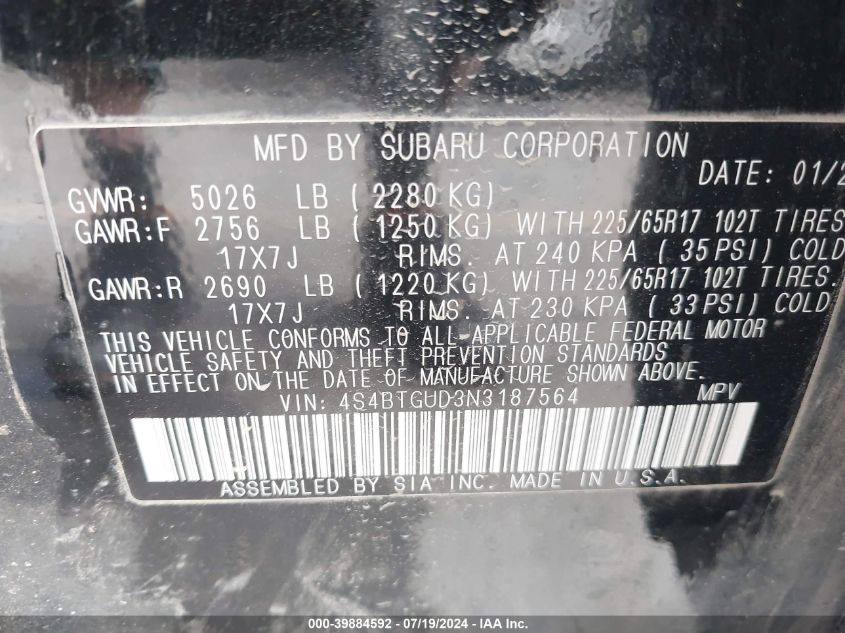 MFD BY SUBARU CORPORATION
DATE: 01/2
GVWR: 5026 LB ( 2280 KG)
GAWR:F 2756 LB ( 1250 KG) WITH 225/65R17 102T TIRES
17X7J RIMS. AT 240 KPA ( 35 PSI) COLD
GAWR:R 2690 LB ( 1220 KG) WITH 225/65R17 102T TIRES.
17X7J RIMS. AT 230 KPA ( 33 PSI) COLD
THIS VEHICLE CONFORMS TO ALL APPLICABLE FEDERAL MOTOR
VEHICLE SAFETY AND THEFT PREVENTION STANDARDS
IN EFFECT ON THE DATE OF MANUFACTURE SHOWN ABOVE.
VIN: 4S4BTGUD3N3187564 MPV
ASSEMBLED BY SIA INC. MADE IN U.S.A.
000-39884592 / 07/19/2024 - IAA Inc.